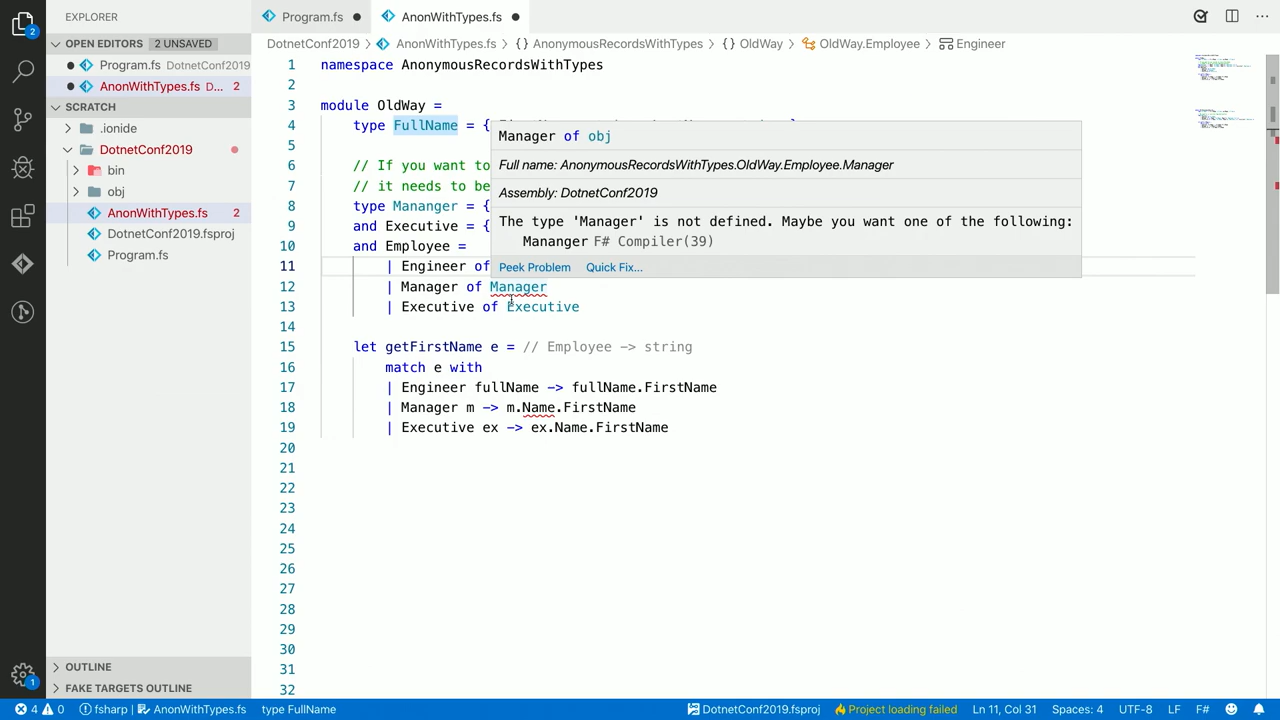 EXPLORER
Program.fs
AnonWithTypes.fs
OPEN EDITORS 2 UNSAVED
Program.fs DotnetConf2019
AnonWithTypes.fs D... 2
SCRATCH
.ionide
DotnetConf2019
bin
obj
AnonWithTypes.fs 2
DotnetConf2019.fsproj
Program.fs
OUTLINE
FAKE TARGETS OUTLINE
2
1
DotnetConf2019 > AnonWithTypes.fs > {} AnonymousRecordsWithTypes > {} OldWay > OldWay.Employee > Engineer
1 namespace AnonymousRecordsWithTypes
2
3 module OldWay =
4 type FullName = {
5
6 // If you want to
7 // it needs to be
8 type Mananger = {
9 and Executive = {
10 and Employee =
11 | Engineer of
12 | Manager of Manager
13 | Executive of Executive
14
15 let getFirstName e = // Employee -> string
16 match e with
17 | Engineer fullName -> fullName.FirstName
18 | Manager m -> m.Name.FirstName
19 | Executive ex -> ex.Name.FirstName
20
21
22
23
24
25
26
27
28
29
30
31
32
Manager of obj
Full name: AnonymousRecordsWithTypes.OldWay.Employee.Manager
Assembly: DotnetConf2019
The type 'Manager' is not defined. Maybe you want one of the following:
Mananger F# Compiler(39)
Peek Problem Quick Fix...
4 0 fsharp | AnonWithTypes.fs type FullName DotnetConf2019.fsproj Project loading failed Ln 11, Col 31 Spaces: 4 UTF-8 LF F#